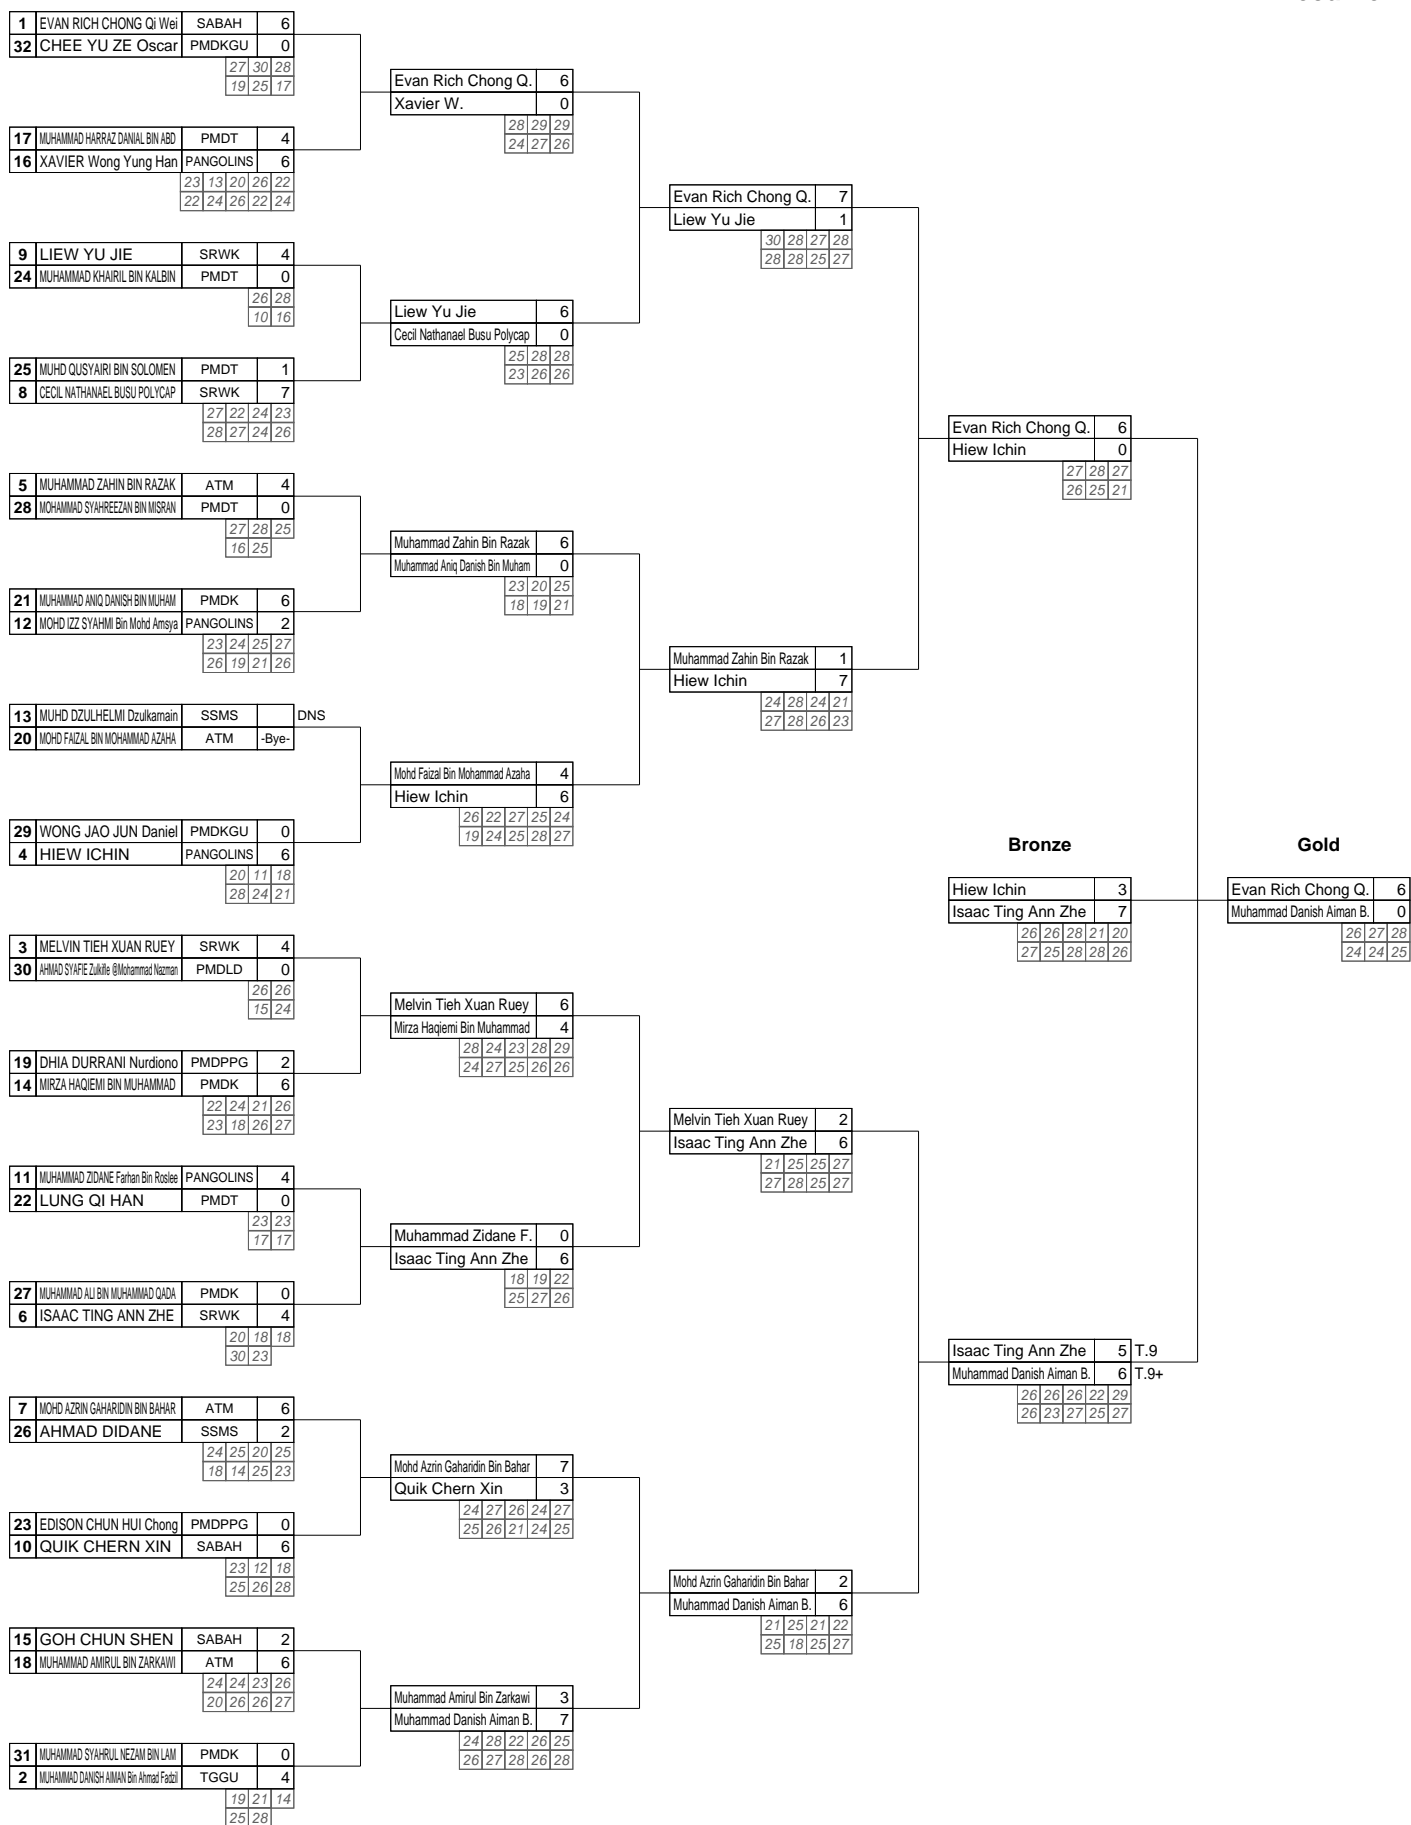 1 EVAN RICH CHONG Qi Wei SABAH 6
32 CHEE YU ZE Oscar PMDKGU 0
27 30 28
19 25 17
Evan Rich Chong Q. 6
Xavier W. 0
28 29 29
24 27 26
17 MUHAMMAD HARRAZ DANIAL BIN ABD PMDT 4
16 XAVIER Wong Yung Han PANGOLINS 6
23 13 20 26 22
22 24 26 22 24
Evan Rich Chong Q. 7
Liew Yu Jie 1
30 28 27 28
28 28 25 27
9 LIEW YU JIE SRWK 4
24 MUHAMMAD KHAIRIL BIN KALBIN PMDT 0
26 28
10 16
Liew Yu Jie 6
Cecil Nathanael Busu Polycap 0
25 28 28
23 26 26
25 MUHD QUSYAIRI BIN SOLOMEN PMDT 1
8 CECIL NATHANAEL BUSU POLYCAP SRWK 7
27 22 24 23
28 27 24 26
Evan Rich Chong Q. 6
Hiew Ichin 0
27 28 27
26 25 21
5 MUHAMMAD ZAHIN BIN RAZAK ATM 4
28 MOHAMMAD SYAHREEZAN BIN MISRAN PMDT 0
27 28 25
16 25
Muhammad Zahin Bin Razak 6
Muhammad Aniq Danish Bin Muham 0
23 20 25
18 19 21
21 MUHAMMAD ANIQ DANISH BIN MUHAM PMDK 6
12 MOHD IZZ SYAHMI Bin Mohd Amsya PANGOLINS 2
23 24 25 27
26 19 21 26
Muhammad Zahin Bin Razak 1
Hiew Ichin 7
24 28 24 21
27 28 26 23
13 MUHD DZULHELMI Dzulkarnain SSMS DNS
20 MOHD FAIZAL BIN MOHAMMAD AZAHA ATM -Bye-
Mohd Faizal Bin Mohammad Azaha 4
Hiew Ichin 6
26 22 27 25 24
19 24 25 28 27
29 WONG JAO JUN Daniel PMDKGU 0
4 HIEW ICHIN PANGOLINS 6
20 11 18
28 24 21
Bronze Gold
Hiew Ichin 3
Isaac Ting Ann Zhe 7
26 26 28 21 20
27 25 28 28 26
Evan Rich Chong Q. 6
Muhammad Danish Aiman B. 0
26 27 28
24 24 25
3 MELVIN TIEH XUAN RUEY SRWK 4
30 AHMAD SYAFIE Zulkifle @Mohammad Nazman PMDLD 0
26 26
15 24
Melvin Tieh Xuan Ruey 6
Mirza Haqiemi Bin Muhammad 4
28 24 23 28 29
24 27 25 26 26
19 DHIA DURRANI Nurdiono PMDPPG 2
14 MIRZA HAQIEMI BIN MUHAMMAD PMDK 6
22 24 21 26
23 18 26 27
Melvin Tieh Xuan Ruey 2
Isaac Ting Ann Zhe 6
21 25 25 27
27 28 25 27
11 MUHAMMAD ZIDANE Farhan Bin Roslee PANGOLINS 4
22 LUNG QI HAN PMDT 0
23 23
17 17
Muhammad Zidane F. 0
Isaac Ting Ann Zhe 6
18 19 22
25 27 26
27 MUHAMMAD ALI BIN MUHAMMAD QADA PMDK 0
6 ISAAC TING ANN ZHE SRWK 4
20 18 18
30 23
Isaac Ting Ann Zhe 5 T.9
Muhammad Danish Aiman B. 6 T.9+
26 26 26 22 29
26 23 27 25 27
7 MOHD AZRIN GAHARIDIN BIN BAHAR ATM 6
26 AHMAD DIDANE SSMS 2
24 25 20 25
18 14 25 23
Mohd Azrin Gaharidin Bin Bahar 7
Quik Chern Xin 3
24 27 26 24 27
25 26 21 24 25
23 EDISON CHUN HUI Chong PMDPPG 0
10 QUIK CHERN XIN SABAH 6
23 12 18
25 26 28
Mohd Azrin Gaharidin Bin Bahar 2
Muhammad Danish Aiman B. 6
21 25 21 22
25 18 25 27
15 GOH CHUN SHEN SABAH 2
18 MUHAMMAD AMIRUL BIN ZARKAWI ATM 6
24 24 23 26
20 26 26 27
Muhammad Amirul Bin Zarkawi 3
Muhammad Danish Aiman B. 7
24 28 22 26 25
26 27 28 26 28
31 MUHAMMAD SYAHRUL NEZAM BIN LAM PMDK 0
2 MUHAMMAD DANISH AIMAN Bin Ahmad Fadzil TGGU 4
19 21 14
25 28